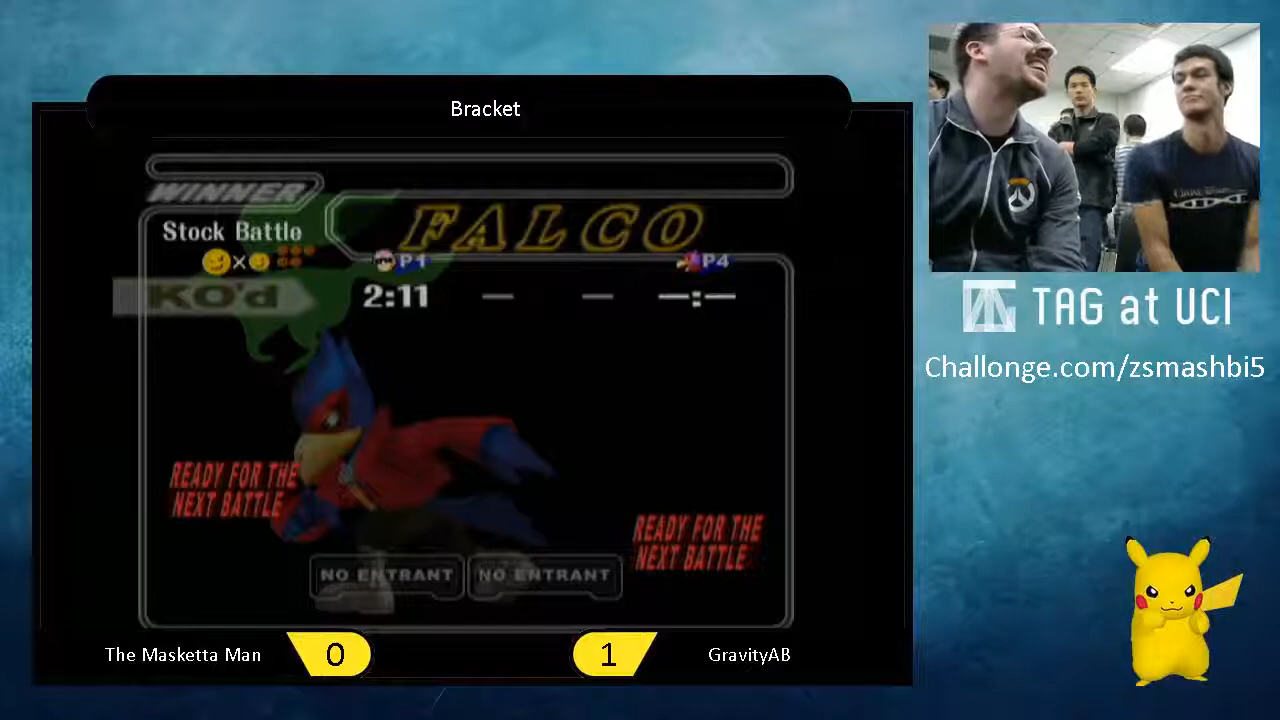 Bracket
WINNER
FALCO
Stock Battle
P1
P4
KO'd
2:11
READY FOR THE
NEXT BATTLE
READY FOR THE
NEXT BATTLE
NO ENTRANT
NO ENTRANT
The Masketta Man
0
1
GravityAB
TAG at UCI
Challonge.com/zsmashbi5